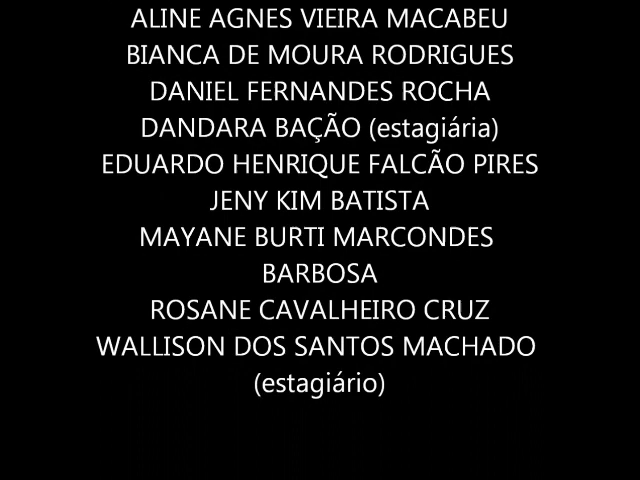 ALINE AGNES VIEIRA MACABEU
BIANCA DE MOURA RODRIGUES
DANIEL FERNANDES ROCHA
DANDARA BAÇÃO (estagiária)
EDUARDO HENRIQUE FALCÃO PIRES
JENY KIM BATISTA
MAYANE BURTI MARCONDES
BARBOSA
ROSANE CAVALHEIRO CRUZ
WALLISON DOS SANTOS MACHADO
(estagiário)